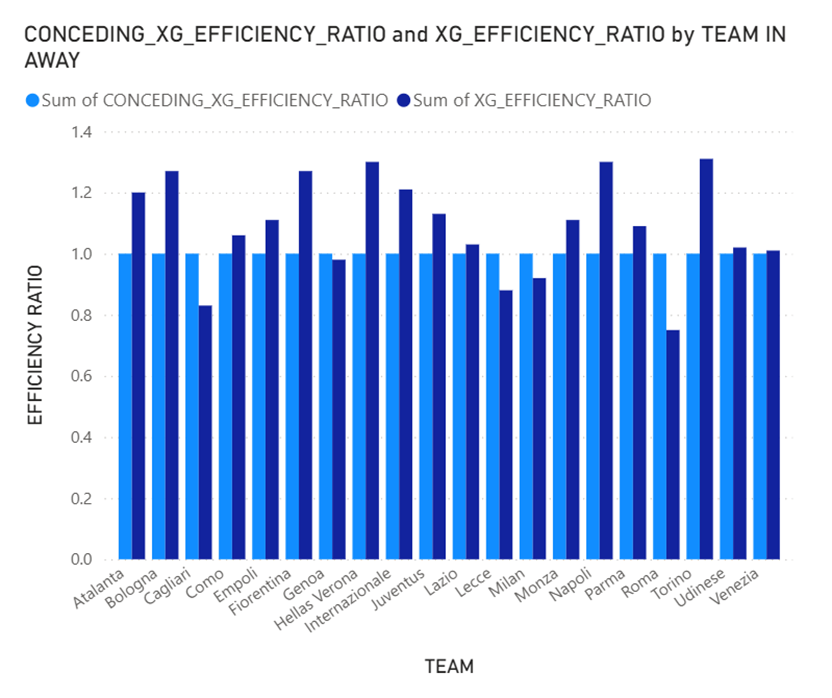 CONCEDING_XG_EFFICIENCY_RATIO and XG_EFFICIENCY_RATIO by TEAM IN
AWAY
Sum of CONCEDING_XG_EFFICIENCY_RATIO Sum of XG_EFFICIENCY_RATIO
1.4
1.2
1.0
0.8
0.6
0.4
0.2
0.0
EFFICIENCY RATIO
Atalanta
Bologna
Cagliari
Como
Empoli
Fiorentina
Genoa
Hellas Verona
Internazionale
Juventus
Lazio
Lecce
Milan
Monza
Napoli
Parma
Roma
Torino
Udinese
Venezia
TEAM